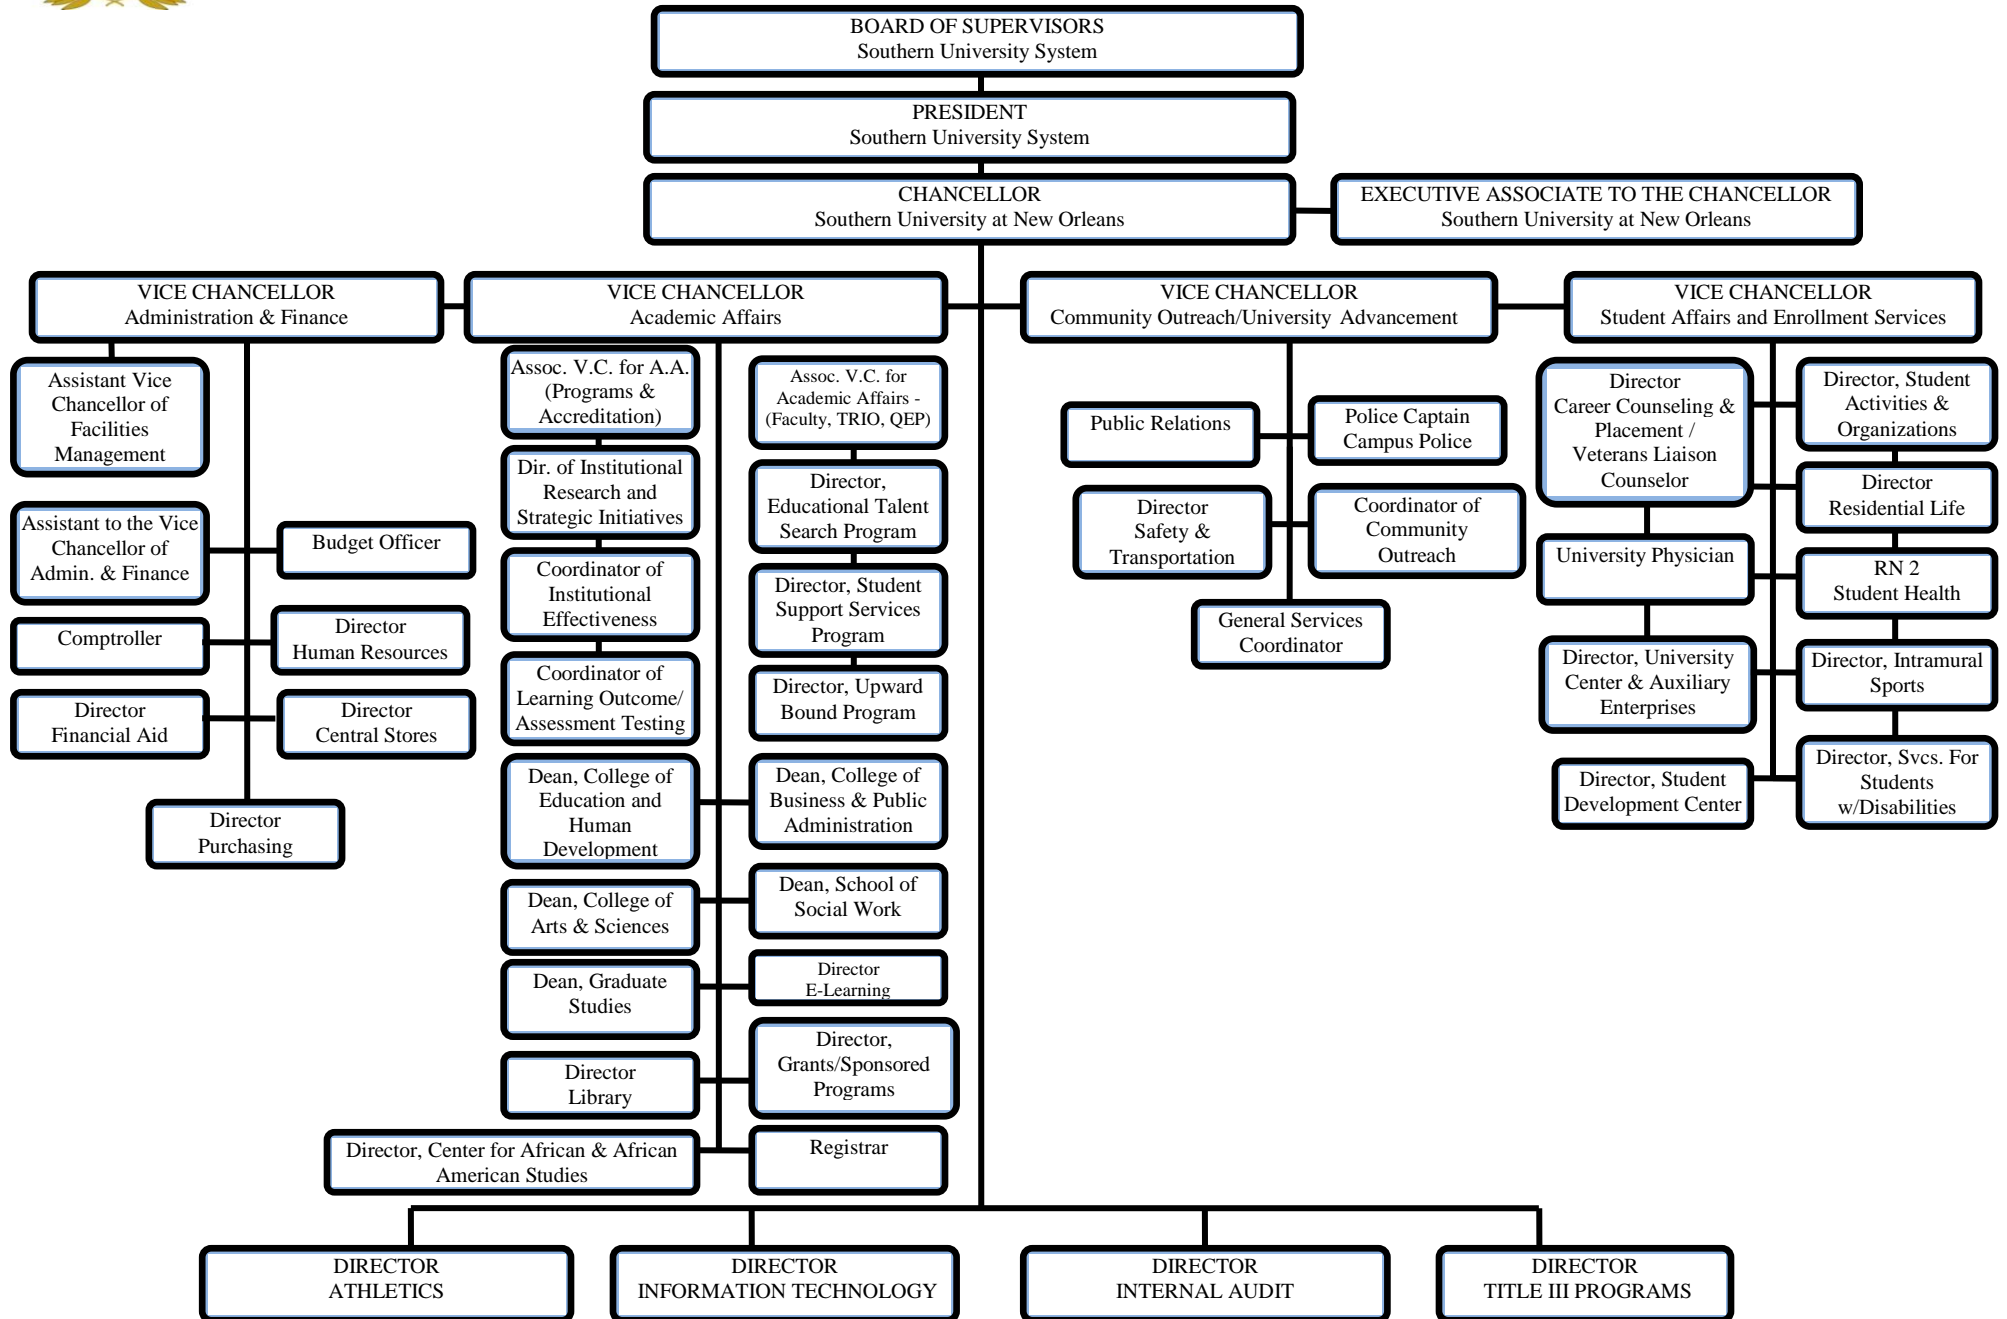 BOARD OF SUPERVISORS
Southern University System
PRESIDENT
Southern University System
CHANCELLOR
Southern University at New Orleans
EXECUTIVE ASSOCIATE TO THE CHANCELLOR
Southern University at New Orleans
VICE CHANCELLOR
Administration & Finance
VICE CHANCELLOR
Academic Affairs
VICE CHANCELLOR
Community Outreach/University Advancement
VICE CHANCELLOR
Student Affairs and Enrollment Services
Assistant Vice
Chancellor of
Facilities
Management
Assistant to the Vice
Chancellor of
Admin. & Finance
Budget Officer
Comptroller
Director
Human Resources
Director
Financial Aid
Director
Central Stores
Director
Purchasing
Assoc. V.C. for A.A.
(Programs &
Accreditation)
Dir. of Institutional
Research and
Strategic Initiatives
Coordinator of
Institutional
Effectiveness
Coordinator of
Learning Outcome/
Assessment Testing
Assoc. V.C. for
Academic Affairs -
(Faculty, TRIO, QEP)
Director,
Educational Talent
Search Program
Director, Student
Support Services
Program
Director, Upward
Bound Program
Dean, College of
Education and
Human
Development
Dean, College of
Business & Public
Administration
Dean, College of
Arts & Sciences
Dean, School of
Social Work
Dean, Graduate
Studies
Director
E-Learning
Director
Library
Director,
Grants/Sponsored
Programs
Director, Center for African & African
American Studies
Registrar
Public Relations
Police Captain
Campus Police
Director
Safety &
Transportation
Coordinator of
Community
Outreach
General Services
Coordinator
Director
Career Counseling &
Placement /
Veterans Liaison
Counselor
Director, Student
Activities &
Organizations
Director
Residential Life
University Physician
RN 2
Student Health
Director, University
Center & Auxiliary
Enterprises
Director, Intramural
Sports
Director, Student
Development Center
Director, Svcs. For
Students
w/Disabilities
DIRECTOR
ATHLETICS
DIRECTOR
INFORMATION TECHNOLOGY
DIRECTOR
INTERNAL AUDIT
DIRECTOR
TITLE III PROGRAMS